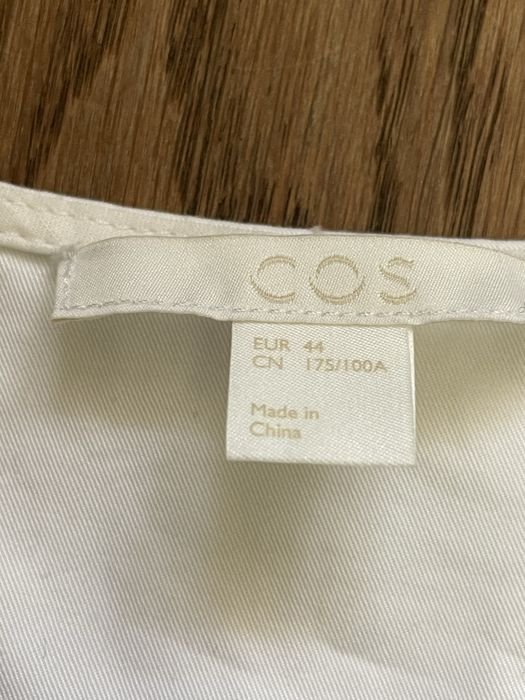 COS
EUR 44
CN 175/100A
Made in
China